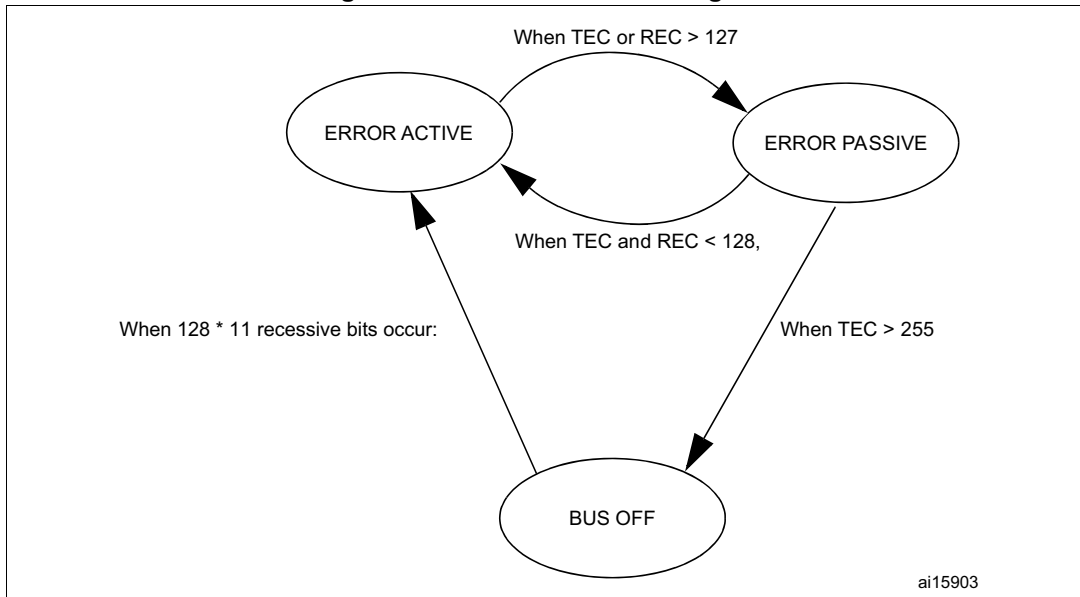 When TEC or REC > 127
ERROR ACTIVE
ERROR PASSIVE
When TEC and REC < 128,
When 128 * 11 recessive bits occur:
When TEC > 255
BUS OFF
ai15903